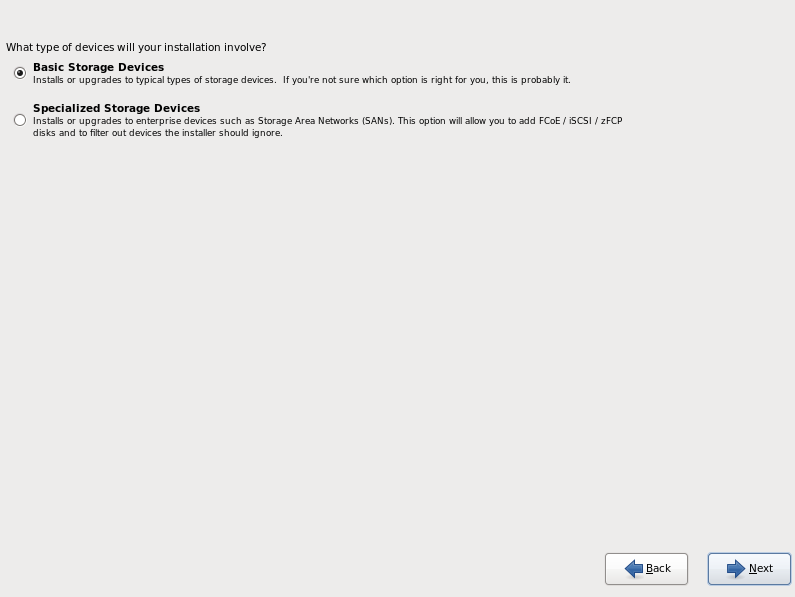 What type of devices will your installation involve?
Basic Storage Devices
Installs or upgrades to typical types of storage devices.  If you're not sure which option is right for you, this is probably it.
Specialized Storage Devices
Installs or upgrades to enterprise devices such as Storage Area Networks (SANs). This option will allow you to add FCoE / iSCSI / zFCP
disks and to filter out devices the installer should ignore.
Back
Next